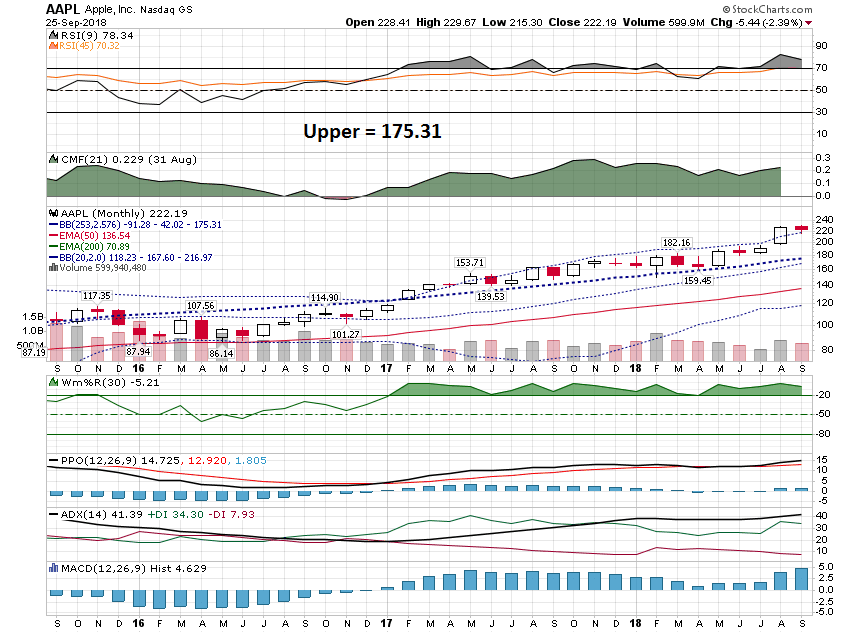 AAPL Apple, Inc. Nasdaq GS © StockCharts.com
25-Sep-2018 Open 228.41 High 229.67 Low 215.30 Close 222.19 Volume 599.9M Chg -5.44 (-2.39%)
RSI(9) 78.34
RSI(45) 70.32
90
70
50
30
10
Upper = 175.31
CMF(21) 0.229 (31 Aug)
0.3
0.2
0.1
0.0
AAPL (Monthly) 222.19
BB(253,2.576) -91.28 - 42.02 - 175.31
EMA(50) 136.54
EMA(200) 70.89
BB(20,2.0) 118.23 - 167.60 - 216.97
Volume 599,940,480
240
220
200
180
160
140
120
100
80
182.16
153.71
159.45
139.53
117.35
107.56
114.90
101.27
87.94
86.14
1.5B
1.0B
500M
87.19
S O N D 16 F M A M J J A S O N D 17 F M A M J J A S O N D 18 F M A M J J A S
Wm%R(30) -5.21
-20
-50
-80
PPO(12,26,9) 14.725, 12.920, 1.805
15
10
5
0
-5
ADX(14) 41.39 +DI 34.30 -DI 7.93
40
30
20
10
MACD(12,26,9) Hist 4.629
5.0
2.5
0.0
-2.5
-5.0
S O N D 16 F M A M J J A S O N D 17 F M A M J J A S O N D 18 F M A M J J A S